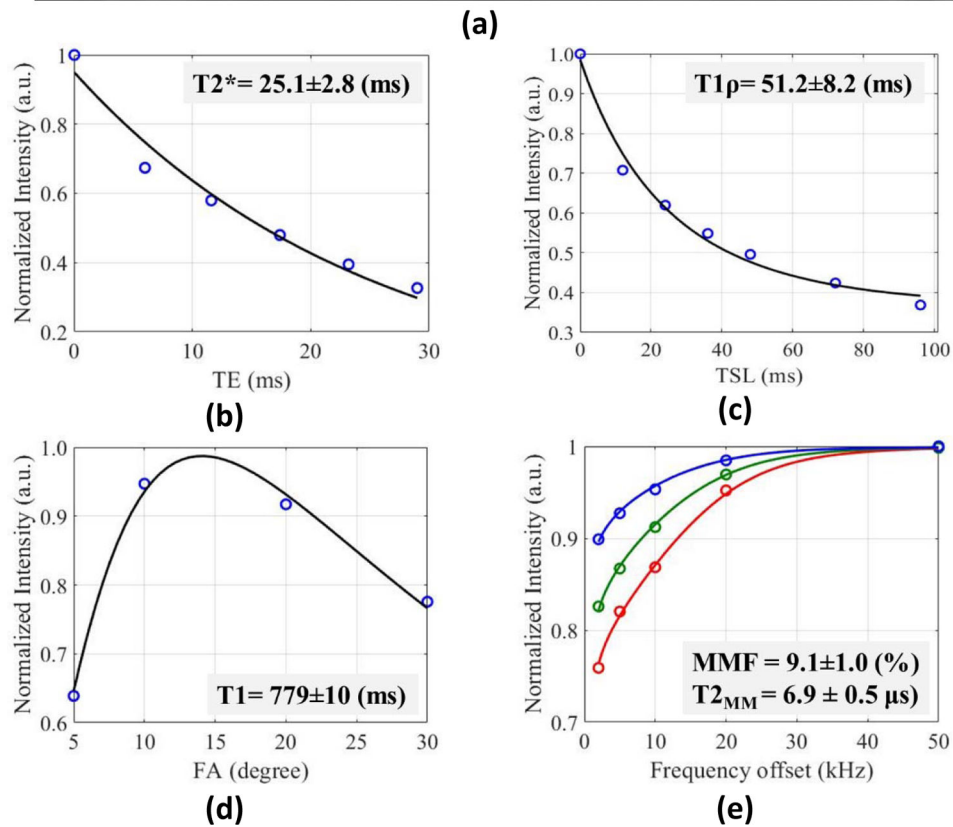 (a)
T2*= 25.1±2.8 (ms)
Normalized Intensity (a.u.)
1
0.8
0.6
0.4
0.2
0
10
20
30
TE (ms)
(b)
T1ρ= 51.2±8.2 (ms)
Normalized Intensity (a.u.)
1.0
0.9
0.8
0.7
0.6
0.5
0.4
0.3
0
20
40
60
80
100
TSL (ms)
(c)
T1= 779±10 (ms)
Normalized Intensity (a.u.)
1.0
0.9
0.8
0.7
0.6
5
10
15
20
25
30
FA (degree)
(d)
MMF = 9.1±1.0 (%)
T2MM = 6.9 ± 0.5 µs)
Normalized Intensity (a.u.)
1
0.9
0.8
0.7
0
10
20
30
40
50
Frequency offset (kHz)
(e)